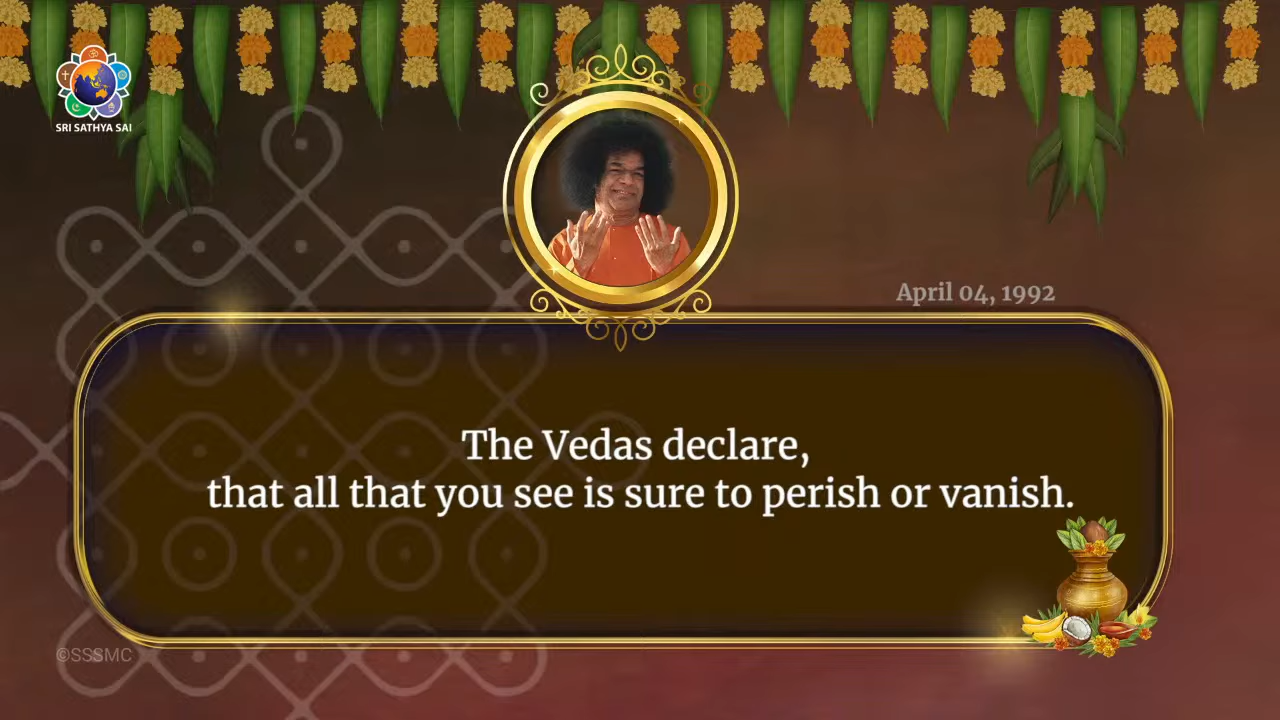 SRI SATHYA SAI
April 04, 1992
The Vedas declare,
that all that you see is sure to perish or vanish.
©SSSMC